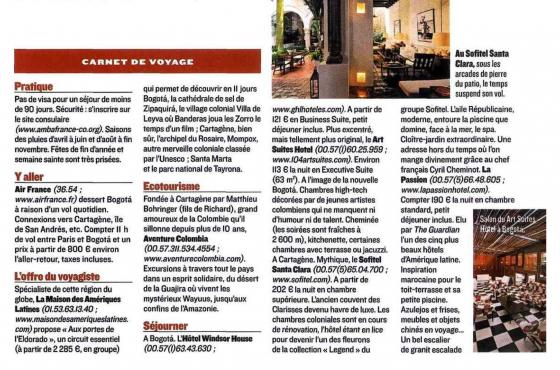 CARNET DE VOYAGE
Pratique
Pas de visa pour un séjour de moins
de 90 jours. Sécurité : s'inscrire sur
le site consulaire
(www.ambafrance-co.org). Saisons
des pluies d'avril à juin et d'août à fin
novembre. Fêtes de fin d'année et
semaine sainte sont très prisées.
Y aller
Air France (36.54 ;
www.airfrance.fr) dessert Bogotá
à raison d'un vol quotidien.
Connexions vers Cartagène, île
de San Andrés, etc. Compter 11 h
de vol entre Paris et Bogotá et un
prix à partir de 800 € environ
l'aller-retour, taxes incluses.
L'offre du voyagiste
Spécialiste de cette région du
globe, La Maison des Amériques
Latines (01.53.63.13.40 ;
www.maisondesameriqueslatines.
com) propose « Aux portes de
l'Eldorado », un circuit essentiel
(à partir de 2 285 €, en groupe)
qui permet de découvrir en 11 jours
Bogotá, la cathédrale de sel de
Zipaquirá, le village colonial Villa de
Leyva où Banderas joua les Zorro le
temps d'un film ; Cartagène, bien
sûr, l'archipel du Rosaire, Mompox,
autre merveille coloniale classée
par l'Unesco ; Santa Marta
et le parc national de Tayrona.
Ecotourisme
Fondée à Cartagène par Matthieu
Bohringer (fils de Richard), grand
amoureux de la Colombie qu'il
sillonne depuis plus de 10 ans,
Aventure Colombia
(00.57.311.534.4554 ;
www.aventurecolombia.com).
Excursions à travers tout le pays
dans un esprit solidaire, du désert
de la Guajira où vivent les
mystérieux Wayuus, jusqu'aux
confins de l'Amazonie.
Séjourner
A Bogotá. L'Hôtel Windsor House
(00.57(1)63.43.630 ;
www.ghlhoteles.com). A partir de
121 € en Business Suite, petit
déjeuner inclus. Plus excentré,
mais tellement plus original, le Art
Suites Hotel (00.57(1)60.25.959 ;
www.104artsuites.com). Environ
113 € la nuit en Executive Suite
(63 m²). A l'image de la nouvelle
Bogotá. Chambres high-tech
décorées par de jeunes artistes
colombiens qui ne manquent ni
d'humour ni de talent. Cheminée
(les soirées sont fraîches à
2 600 m), kitchenette, certaines
chambres avec terrasse ou jacuzzi.
A Cartagène. Mythique, le Sofitel
Santa Clara (00.57(5)65.04.700 ;
www.sofitel.com). A partir de
202 € la nuit en chambre
supérieure. L'ancien couvent des
Clarisses devenu havre de luxe. Les
chambres coloniales sont en cours
de rénovation, l'hôtel étant en lice
pour devenir l'un des fleurons
de la collection « Legend » du
Au Sofitel Santa
Clara, sous les
arcades de pierre
du patio, le temps
suspend son vol.
groupe Sofitel. L'aile Républicaine,
moderne, entoure la piscine que
domine, face à la mer, le spa.
Cloître-jardin extraordinaire. Une
adresse hors du temps où l'on
mange divinement grâce au chef
français Cyril Cheminot. La
Passion (00.57(5)66.48.605 ;
www.lapassionhotel.com).
Compter 190 € la nuit en chambre
standard, petit
déjeuner inclus. Elu
par The Guardian
l'un des cinq plus
beaux hôtels
d'Amérique latine.
Inspiration
marocaine pour le
toit-terrasse et sa
petite piscine.
Azulejos et frises,
meubles et objets
chinés en voyage...
Un bel escalier
de granit escalade
Salon du Art Suites
Hotel à Bogotá.